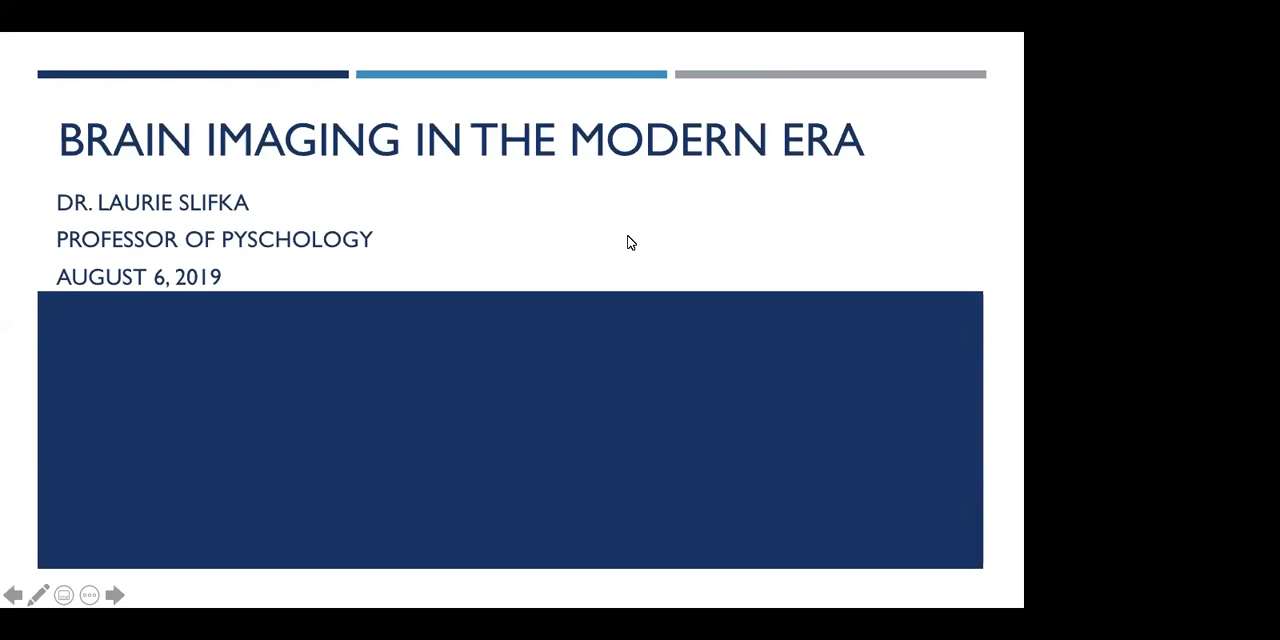 BRAIN IMAGING IN THE MODERN ERA
DR. LAURIE SLIFKA
PROFESSOR OF PYSCHOLOGY
AUGUST 6, 2019